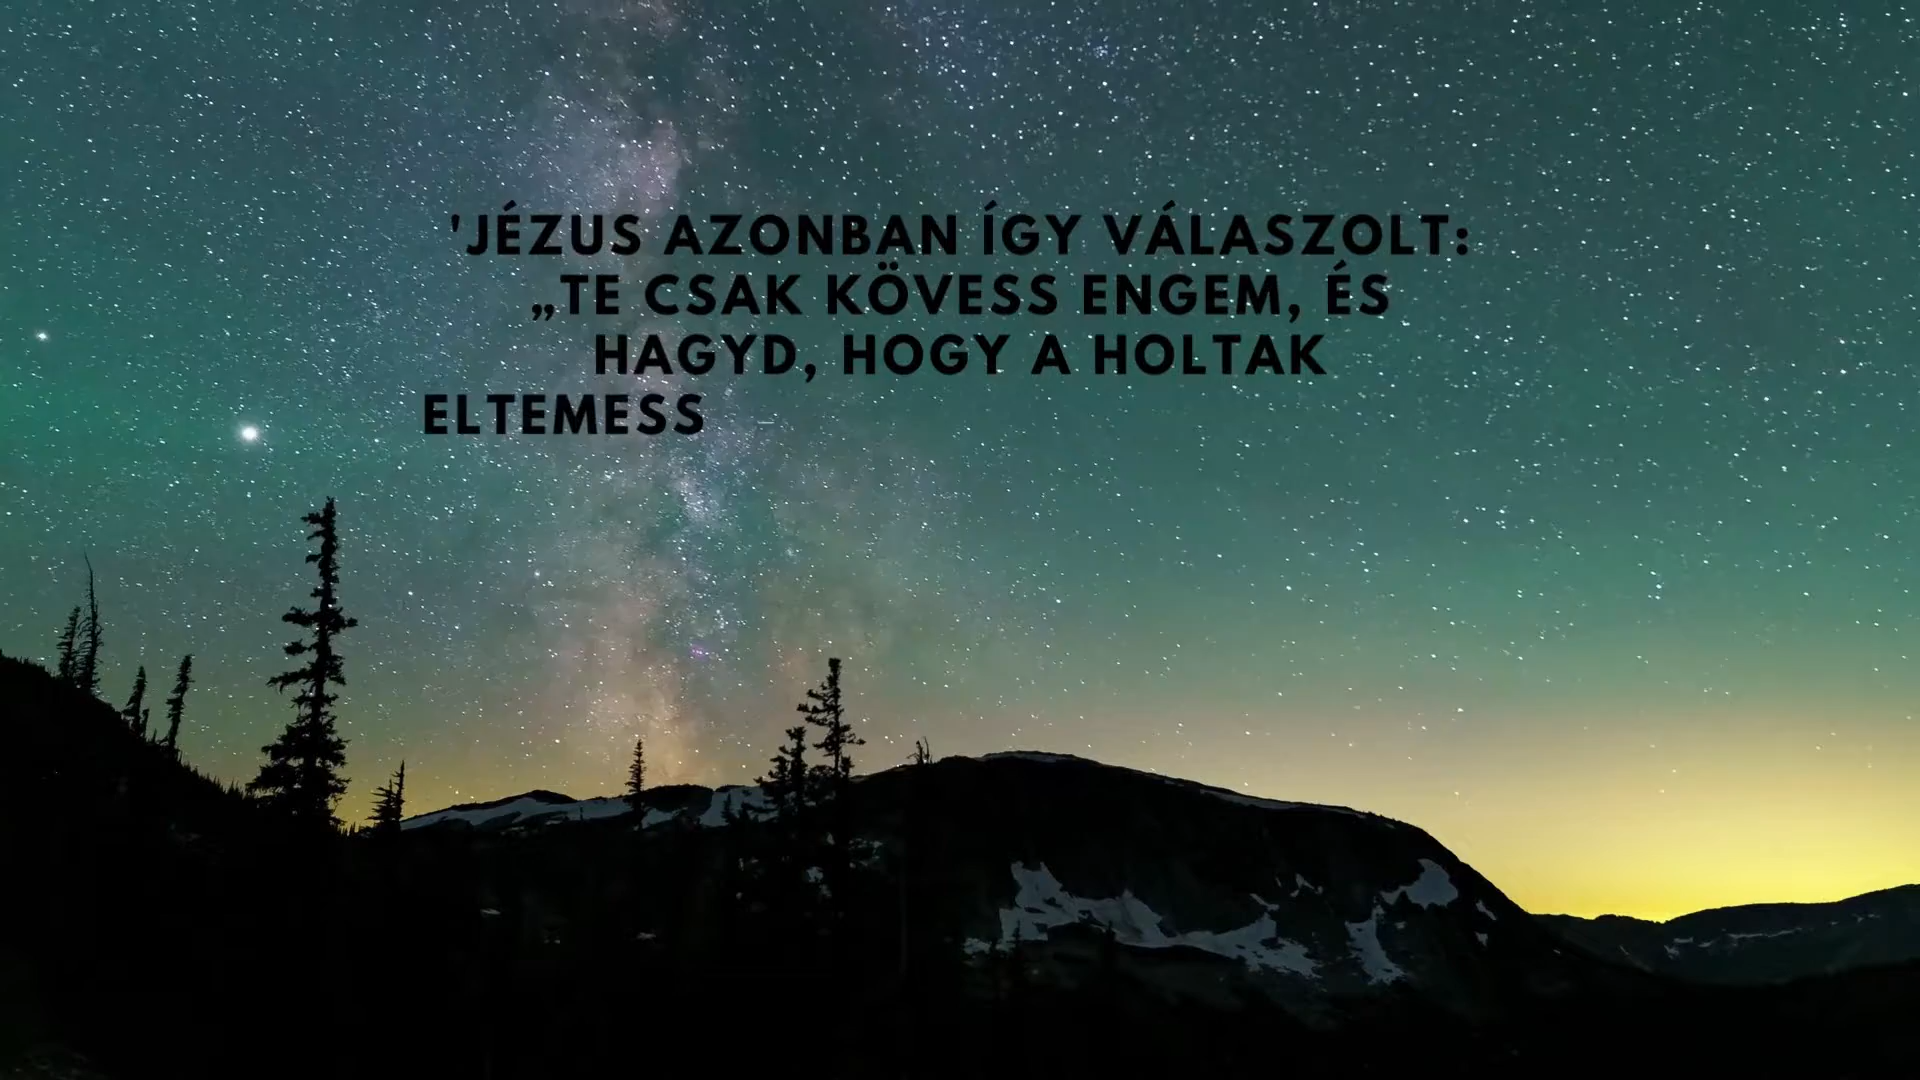 'JÉZUS AZONBAN ÍGY VÁLASZOLT:
„TE CSAK KÖVESS ENGEM, ÉS
HAGYD, HOGY A HOLTAK
ELTEMESS